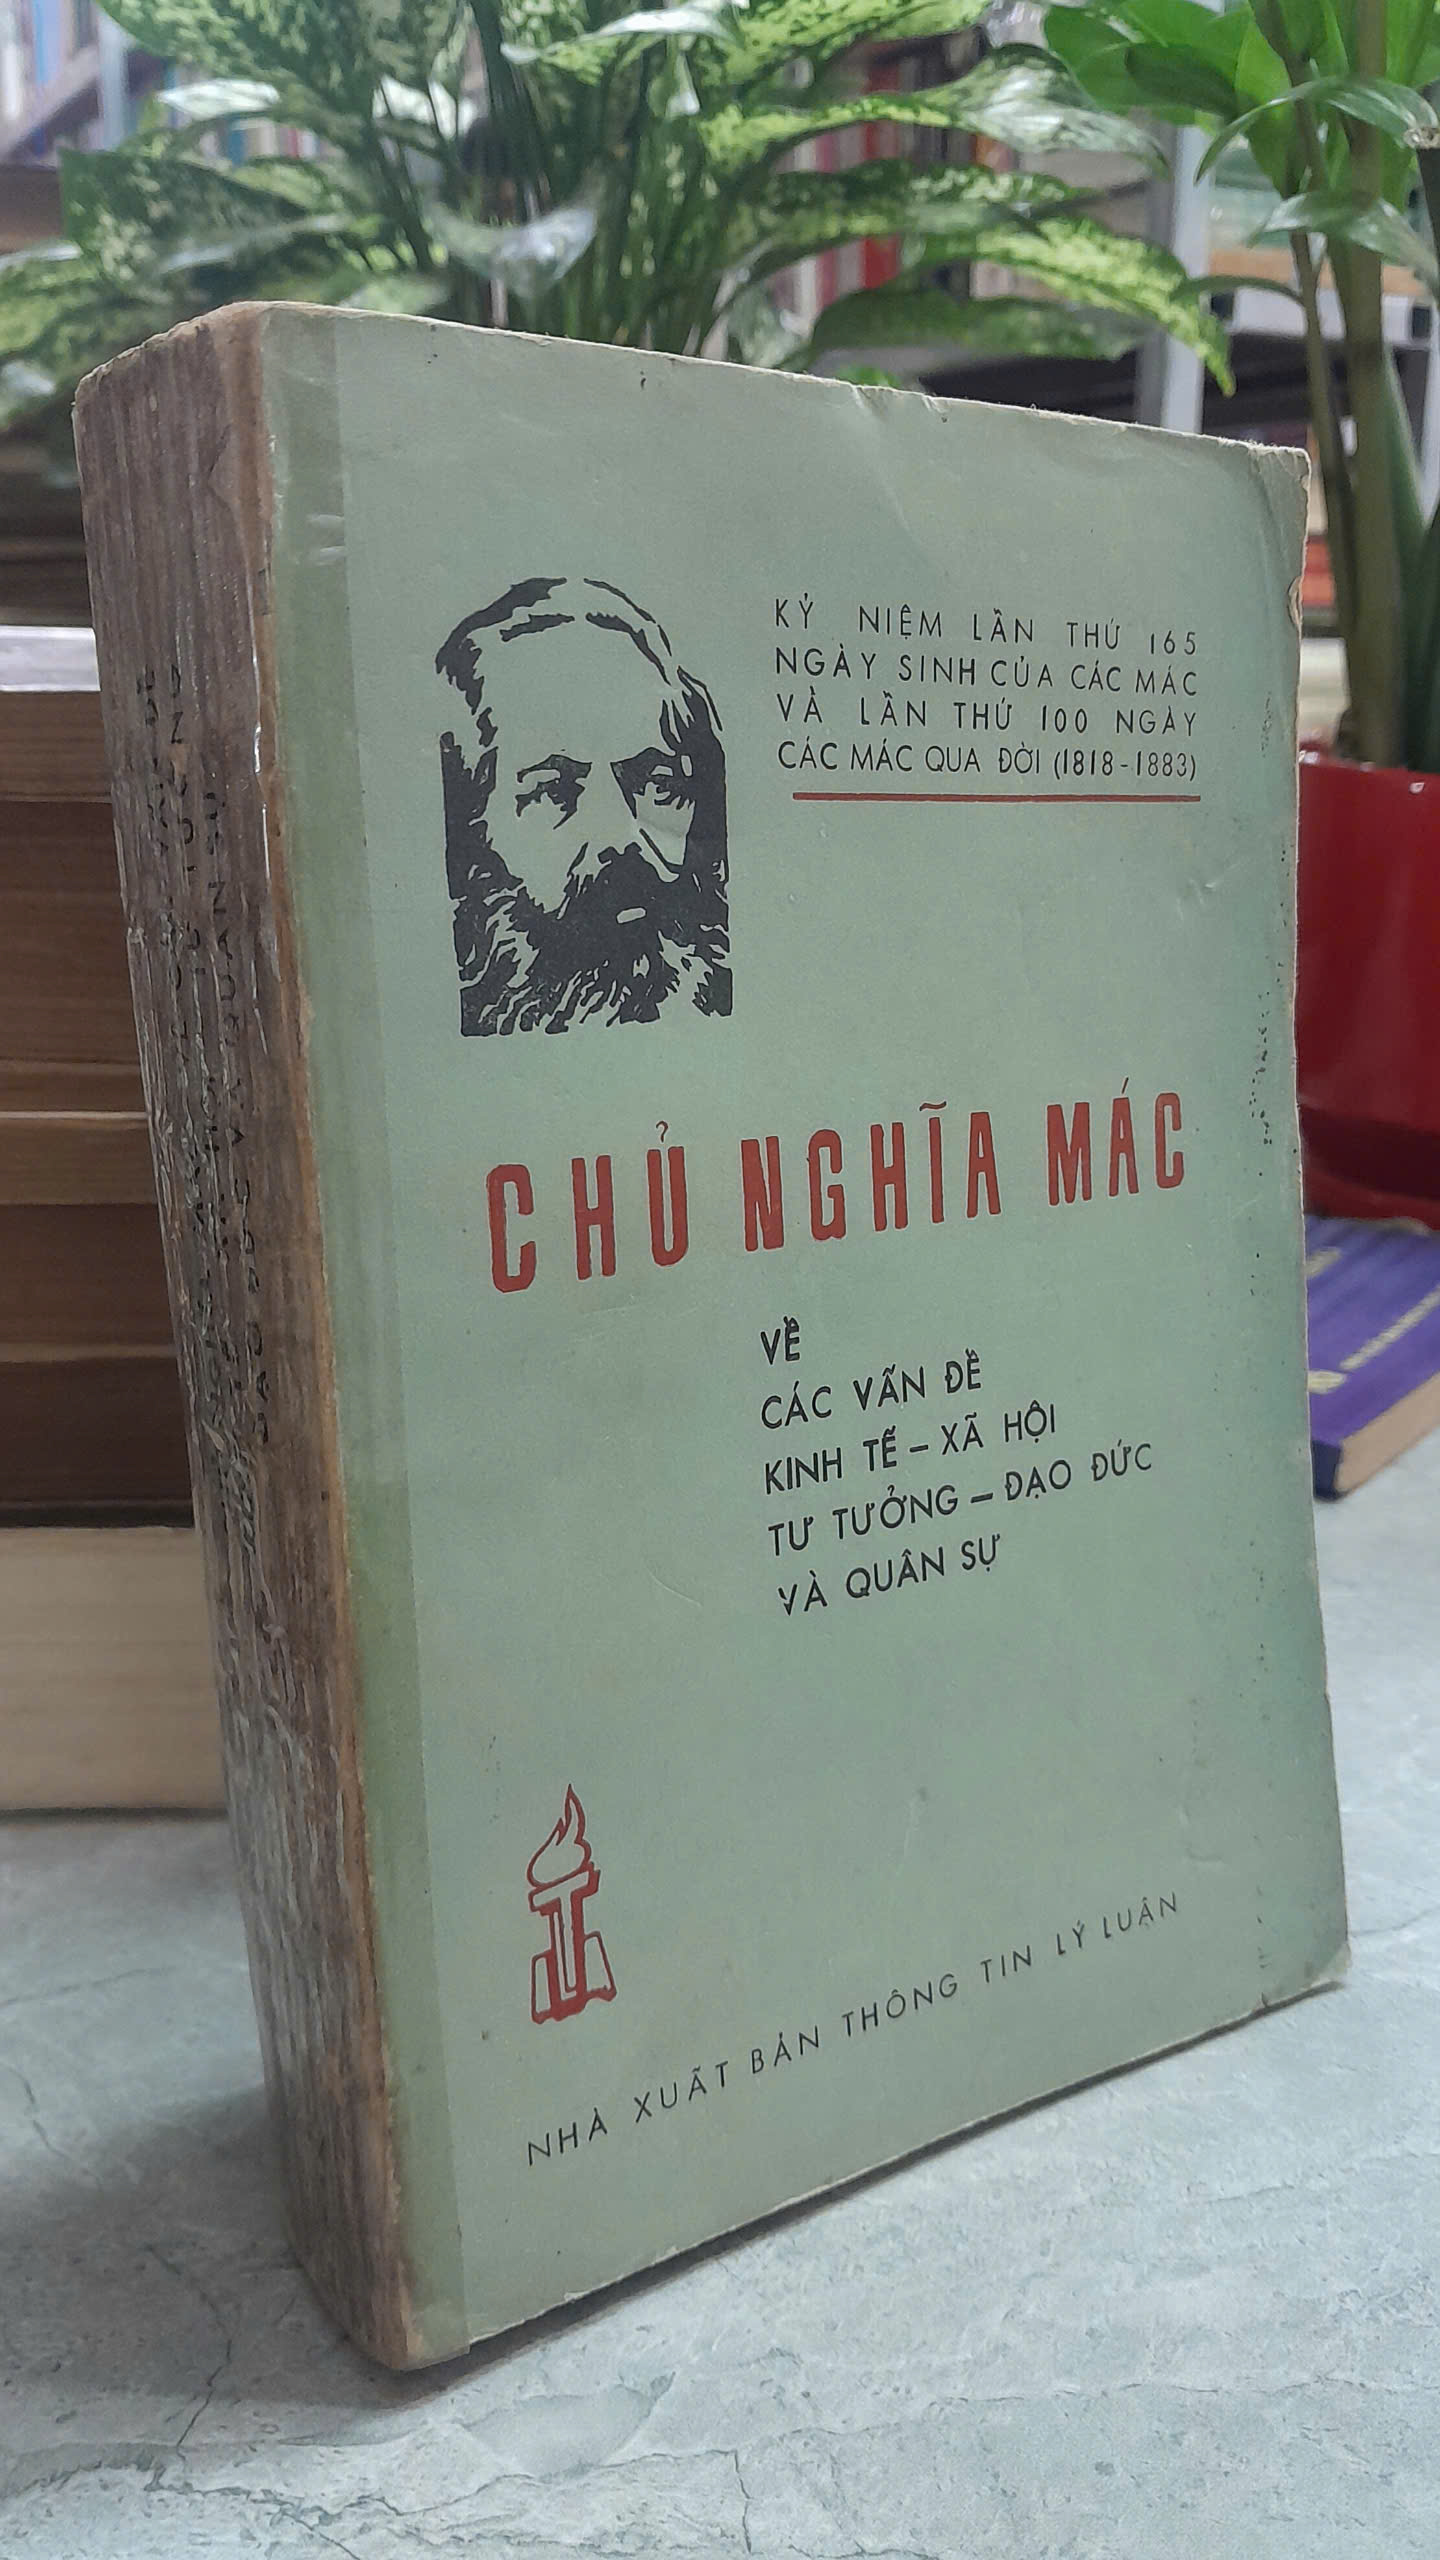 KỶ NIỆM LẦN THỨ 165
NGÀY SINH CỦA CÁC MÁC
VÀ LẦN THỨ 100 NGÀY
CÁC MÁC QUA ĐỜI (1818-1883)
CHỦ NGHĨA MÁC
VỀ
CÁC VẤN ĐỀ
KINH TẾ – XÃ HỘI
TƯ TƯỞNG – ĐẠO ĐỨC
VÀ QUÂN SỰ
NHÀ XUẤT BẢN THÔNG TIN LÝ LUẬN